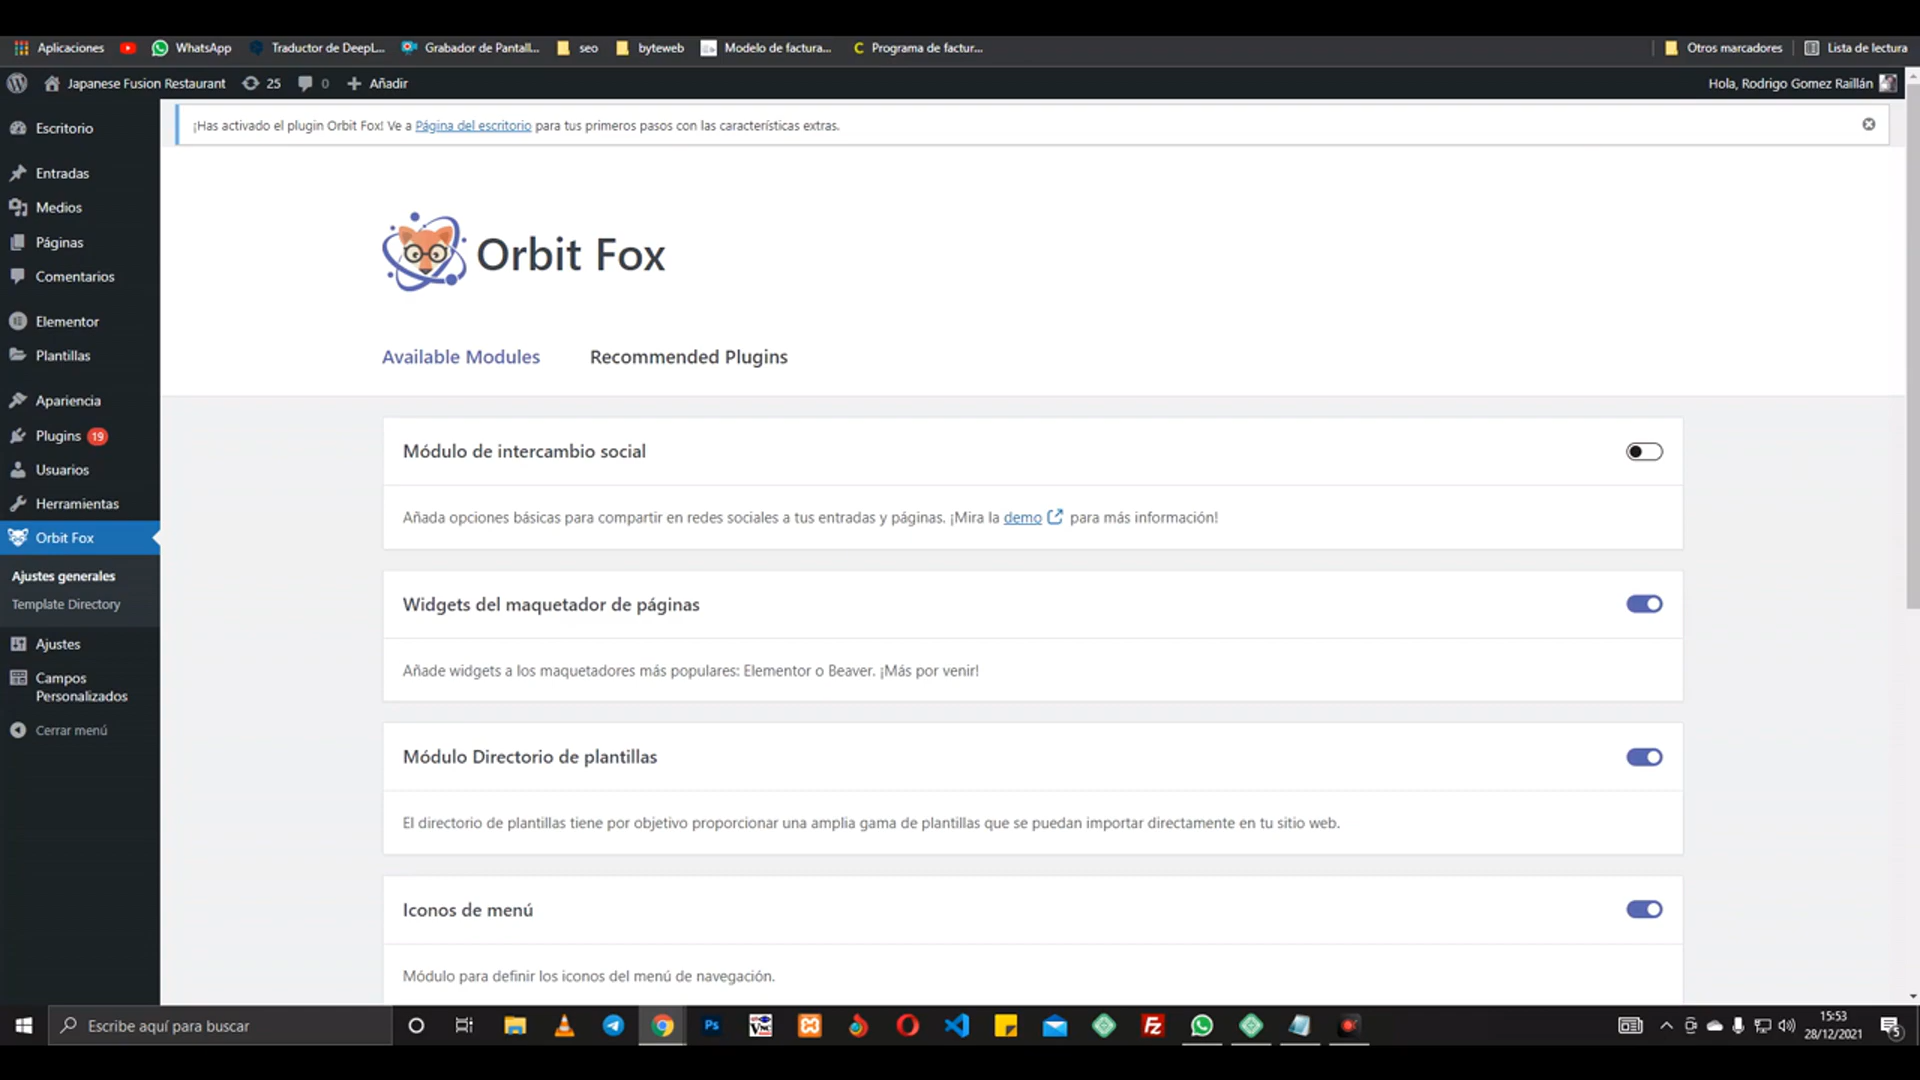 Aplicaciones
WhatsApp
Traductor de DeepL...
Grabador de Pantall...
seo
byteweb
Modelo de factura...
Programa de factur...
Otros marcadores
Lista de lectura
Japanese Fusion Restaurant
25
0
Añadir
Hola, Rodrigo Gomez Raillán
Escritorio
Entradas
Medios
Páginas
Comentarios
Elementor
Plantillas
Apariencia
Plugins 19
Usuarios
Herramientas
Orbit Fox
Ajustes generales
Template Directory
Ajustes
Campos
Personalizados
Cerrar menú
¡Has activado el plugin Orbit Fox! Ve a Página del escritorio para tus primeros pasos con las características extras.
Orbit Fox
Available Modules
Recommended Plugins
Módulo de intercambio social
Añada opciones básicas para compartir en redes sociales a tus entradas y páginas. ¡Mira la demo para más información!
Widgets del maquetador de páginas
Añade widgets a los maquetadores más populares: Elementor o Beaver. ¡Más por venir!
Módulo Directorio de plantillas
El directorio de plantillas tiene por objetivo proporcionar una amplia gama de plantillas que se puedan importar directamente en tu sitio web.
Iconos de menú
Módulo para definir los iconos del menú de navegación.
Escribe aquí para buscar
Ps
Fz
15:53
28/12/2021
5